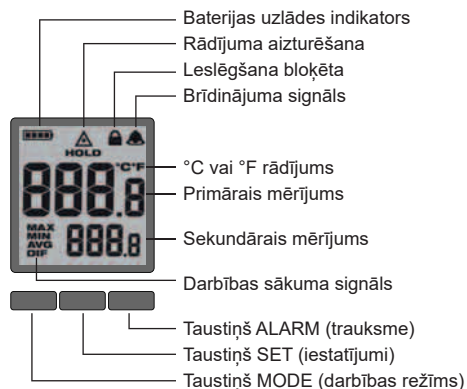 Baterijas uzlādes indikators
Rādījuma aizturēšana
Leslēgšana bloķēta
Brīdinājuma signāls
HOLD
°C°F
°C vai °F rādījums
888.8
Primārais mērījums
MAX
MIN
AVG
DIF
888.8
Sekundārais mērījums
Darbības sākuma signāls
Taustiņš ALARM (trauksme)
Taustiņš SET (iestatījumi)
Taustiņš MODE (darbības režīms)